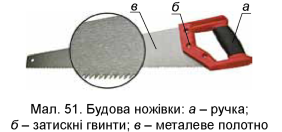 в б а
Мал. 51. Будова ножівки: а – ручка;
б – затискні гвинти; в – металеве полотно